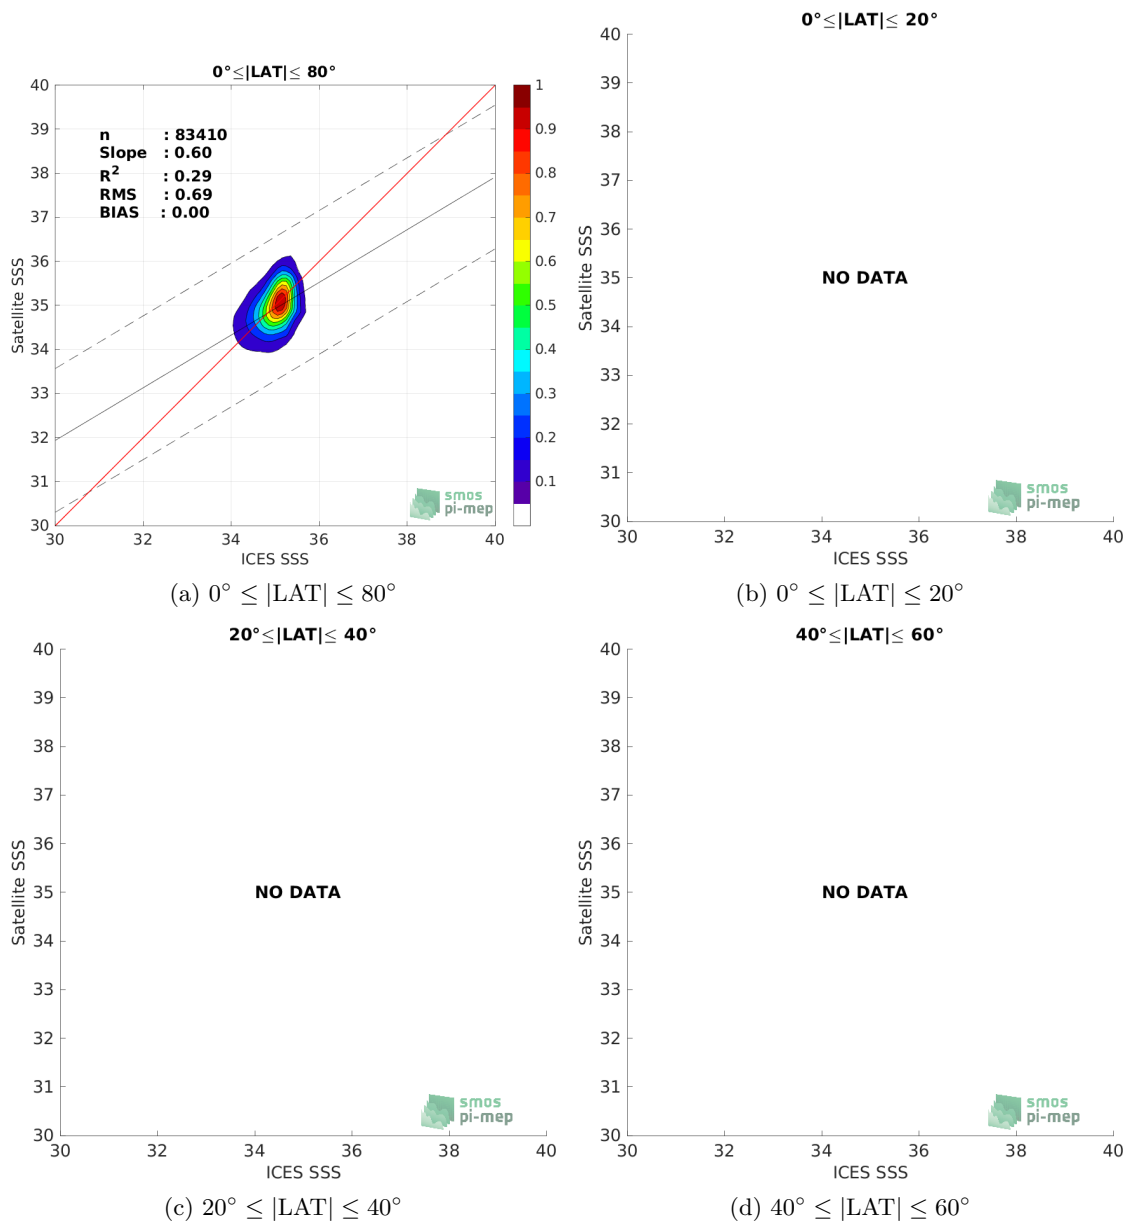 0°≤|LAT|≤ 80°
n : 83410
Slope : 0.60
R² : 0.29
RMS : 0.69
BIAS : 0.00
40
39
38
37
36
35
34
33
32
31
30
30 32 34 36 38 40
Satellite SSS
ICES SSS
1
0.9
0.8
0.7
0.6
0.5
0.4
0.3
0.2
0.1
smos
pi-mep
(a) 0° ≤ |LAT| ≤ 80°
0°≤|LAT|≤ 20°
40
39
38
37
36
35
34
33
32
31
30
30 32 34 36 38 40
Satellite SSS
ICES SSS
NO DATA
smos
pi-mep
(b) 0° ≤ |LAT| ≤ 20°
20°≤|LAT|≤ 40°
40
39
38
37
36
35
34
33
32
31
30
30 32 34 36 38 40
Satellite SSS
ICES SSS
NO DATA
smos
pi-mep
(c) 20° ≤ |LAT| ≤ 40°
40°≤|LAT|≤ 60°
40
39
38
37
36
35
34
33
32
31
30
30 32 34 36 38 40
Satellite SSS
ICES SSS
NO DATA
smos
pi-mep
(d) 40° ≤ |LAT| ≤ 60°